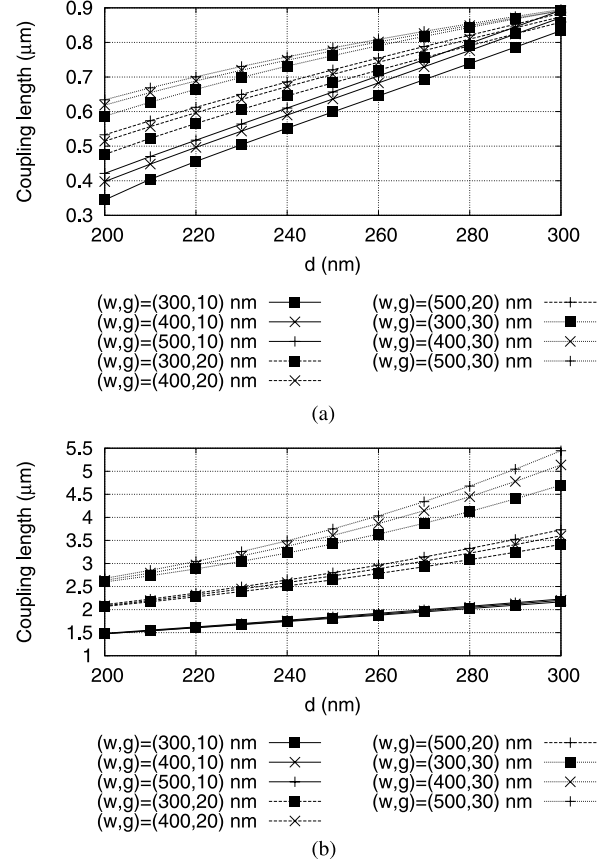 0.9
0.8
0.7
0.6
0.5
0.4
0.3
Coupling length (μm)
200 220 240 260 280 300
d (nm)
(w,g)=(300,10) nm
(w,g)=(400,10) nm
(w,g)=(500,10) nm
(w,g)=(300,20) nm
(w,g)=(400,20) nm
(w,g)=(500,20) nm
(w,g)=(300,30) nm
(w,g)=(400,30) nm
(w,g)=(500,30) nm
(a)
5.5
5
4.5
4
3.5
3
2.5
2
1.5
1
Coupling length (μm)
200 220 240 260 280 300
d (nm)
(w,g)=(300,10) nm
(w,g)=(400,10) nm
(w,g)=(500,10) nm
(w,g)=(300,20) nm
(w,g)=(400,20) nm
(w,g)=(500,20) nm
(w,g)=(300,30) nm
(w,g)=(400,30) nm
(w,g)=(500,30) nm
(b)